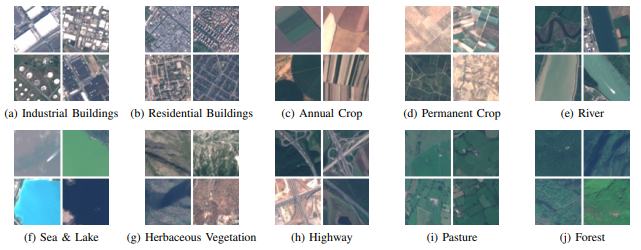 (a) Industrial Buildings (b) Residential Buildings (c) Annual Crop (d) Permanent Crop (e) River
(f) Sea & Lake (g) Herbaceous Vegetation (h) Highway (i) Pasture (j) Forest